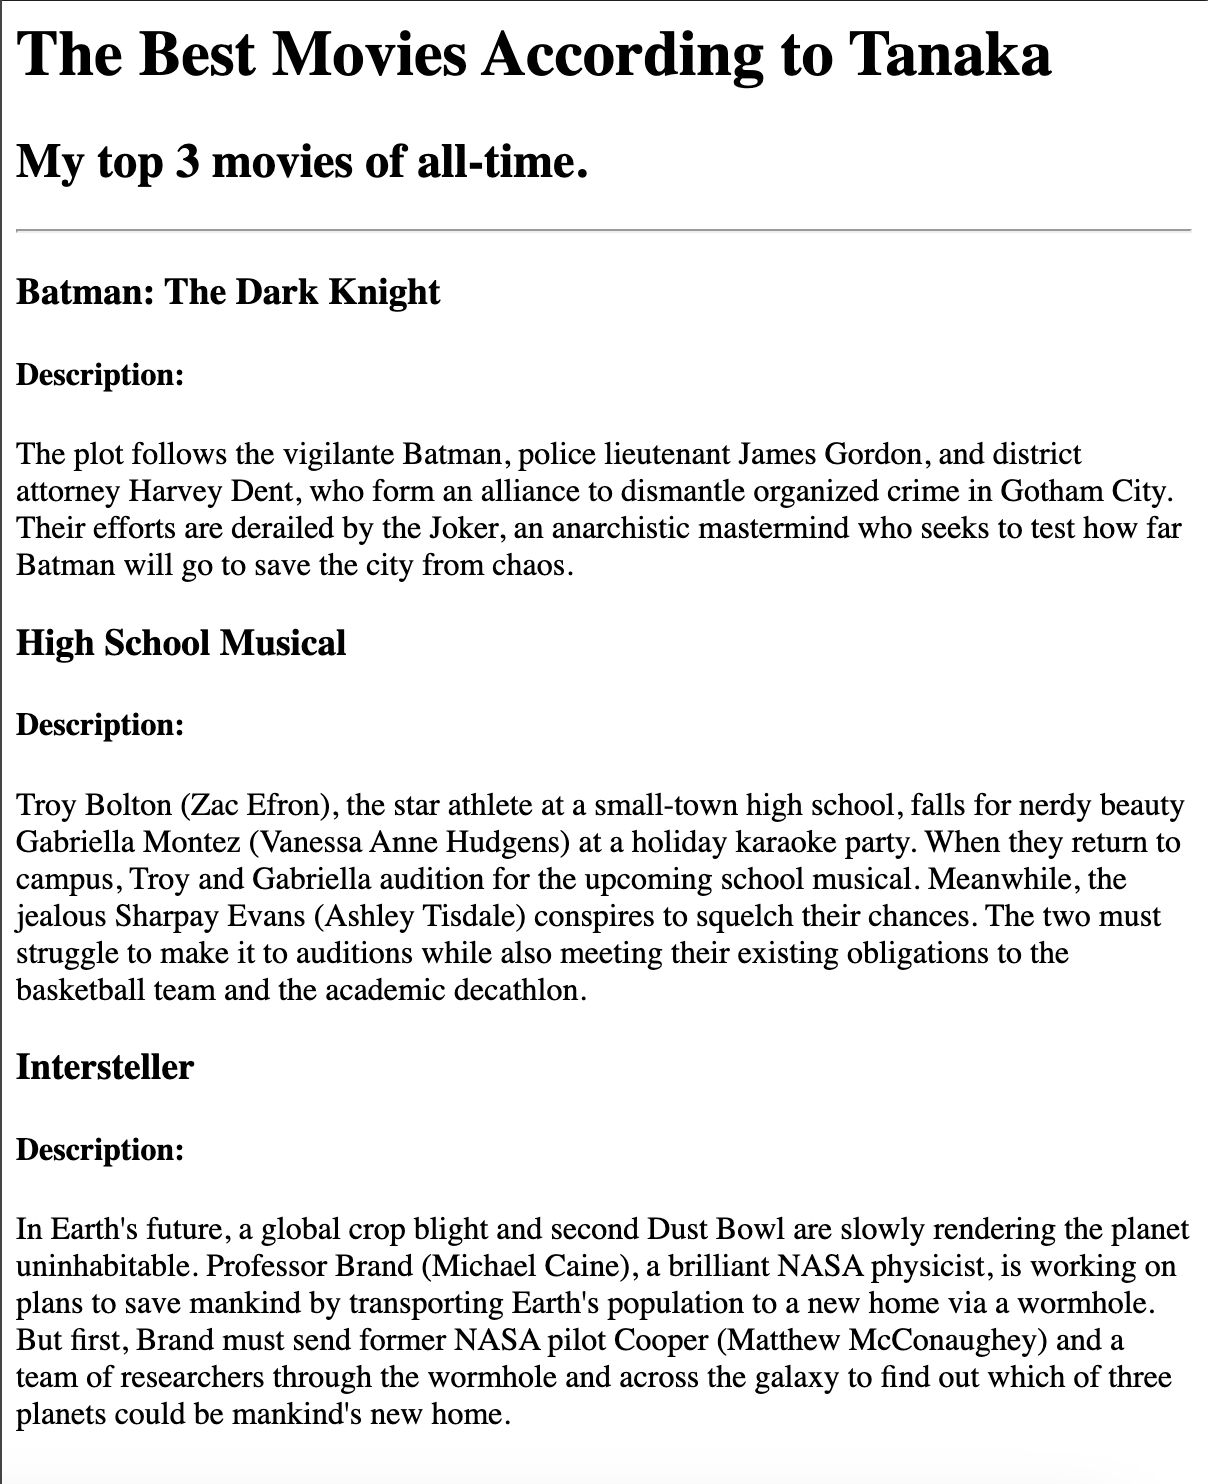 The Best Movies According to Tanaka
My top 3 movies of all-time.
Batman: The Dark Knight
Description:
The plot follows the vigilante Batman, police lieutenant James Gordon, and district
attorney Harvey Dent, who form an alliance to dismantle organized crime in Gotham City.
Their efforts are derailed by the Joker, an anarchistic mastermind who seeks to test how far
Batman will go to save the city from chaos.
High School Musical
Description:
Troy Bolton (Zac Efron), the star athlete at a small-town high school, falls for nerdy beauty
Gabriella Montez (Vanessa Anne Hudgens) at a holiday karaoke party. When they return to
campus, Troy and Gabriella audition for the upcoming school musical. Meanwhile, the
jealous Sharpay Evans (Ashley Tisdale) conspires to squelch their chances. The two must
struggle to make it to auditions while also meeting their existing obligations to the
basketball team and the academic decathlon.
Intersteller
Description:
In Earth's future, a global crop blight and second Dust Bowl are slowly rendering the planet
uninhabitable. Professor Brand (Michael Caine), a brilliant NASA physicist, is working on
plans to save mankind by transporting Earth's population to a new home via a wormhole.
But first, Brand must send former NASA pilot Cooper (Matthew McConaughey) and a
team of researchers through the wormhole and across the galaxy to find out which of three
planets could be mankind's new home.